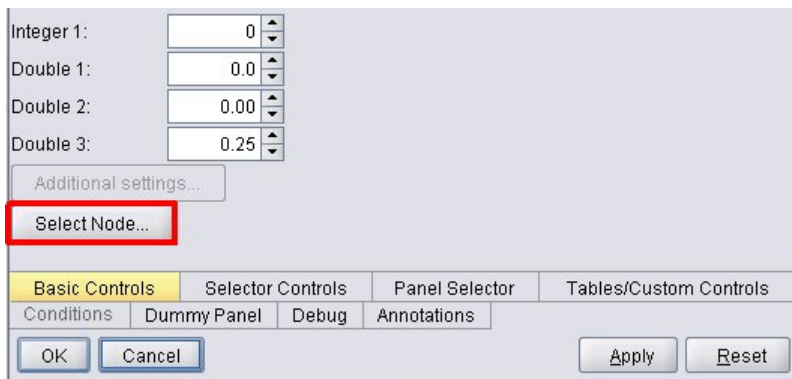 Integer 1: 0
Double 1: 0.0
Double 2: 0.00
Double 3: 0.25
Additional settings...
Select Node...
Basic Controls Selector Controls Panel Selector Tables/Custom Controls
Conditions Dummy Panel Debug Annotations
OK Cancel Apply Reset